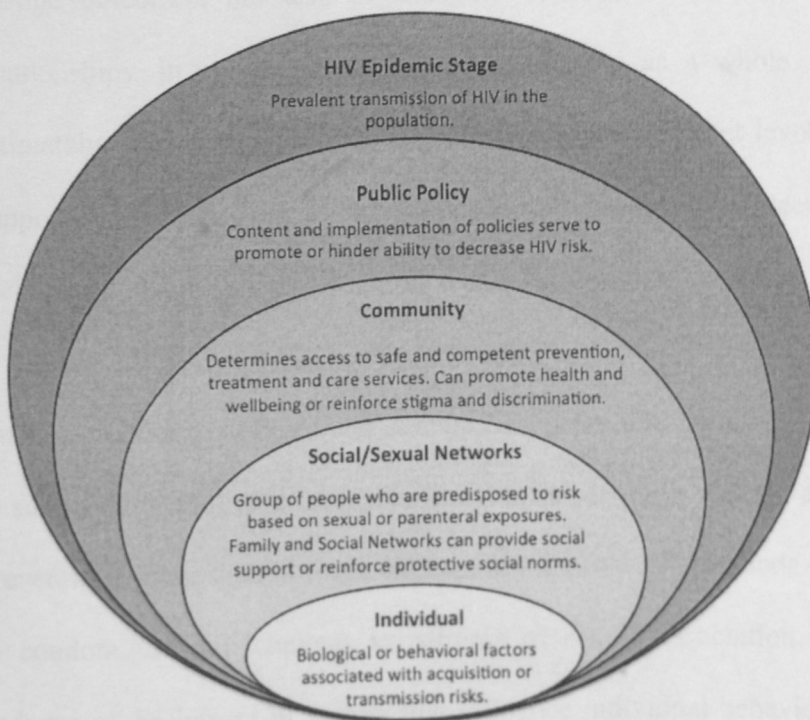 HIV Epidemic Stage
Prevalent transmission of HIV in the
population.
Public Policy
Content and implementation of policies serve to
promote or hinder ability to decrease HIV risk.
Community
Determines access to safe and competent prevention,
treatment and care services. Can promote health and
wellbeing or reinforce stigma and discrimination.
Social/Sexual Networks
Group of people who are predisposed to risk
based on sexual or parenteral exposures.
Family and Social Networks can provide social
support or reinforce protective social norms.
Individual
Biological or behavioral factors
associated with acquisition or
transmission risks.